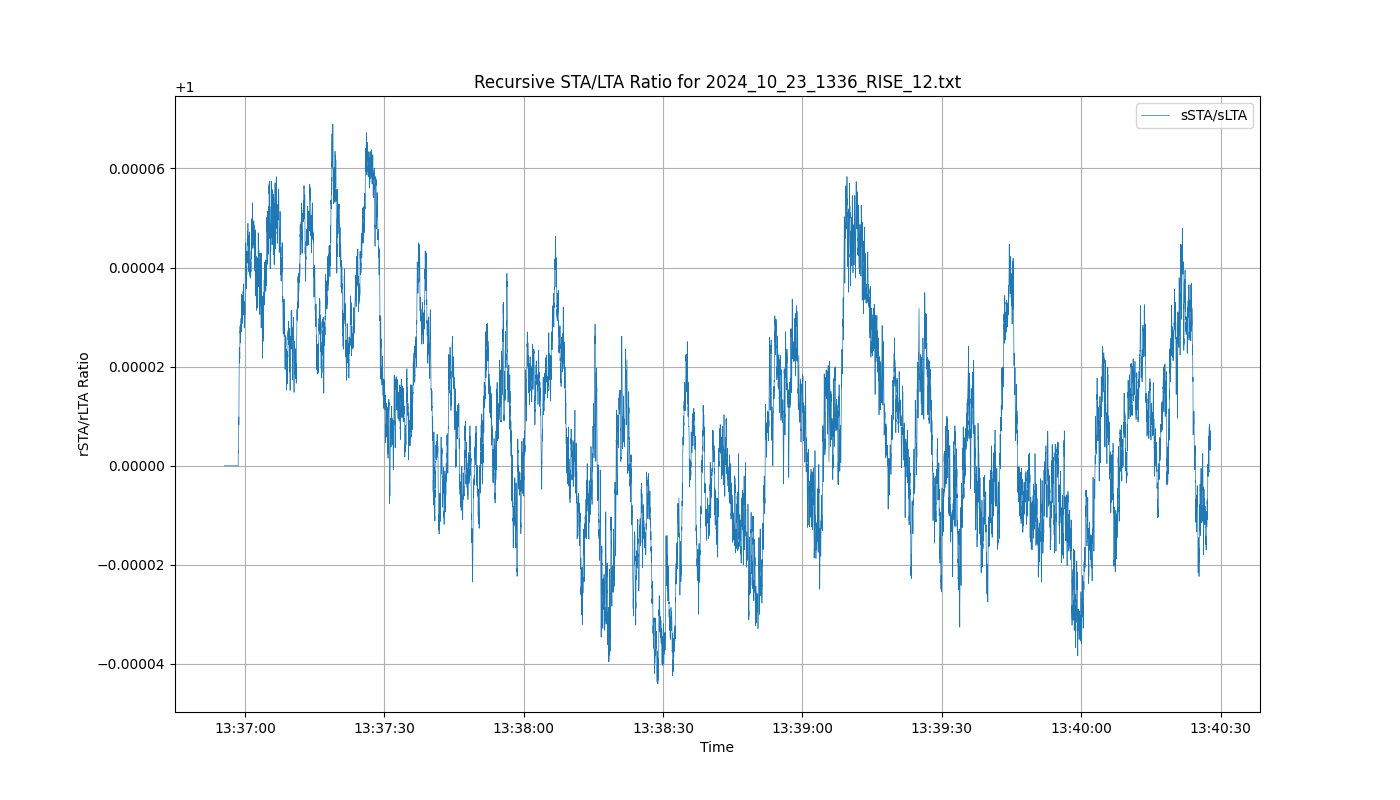 Recursive STA/LTA Ratio for 2024_10_23_1336_RISE_12.txt
+1
sSTA/sLTA
0.00006
0.00004
0.00002
0.00000
−0.00002
−0.00004
rSTA/rLTA Ratio
13:37:00 13:37:30 13:38:00 13:38:30 13:39:00 13:39:30 13:40:00 13:40:30
Time